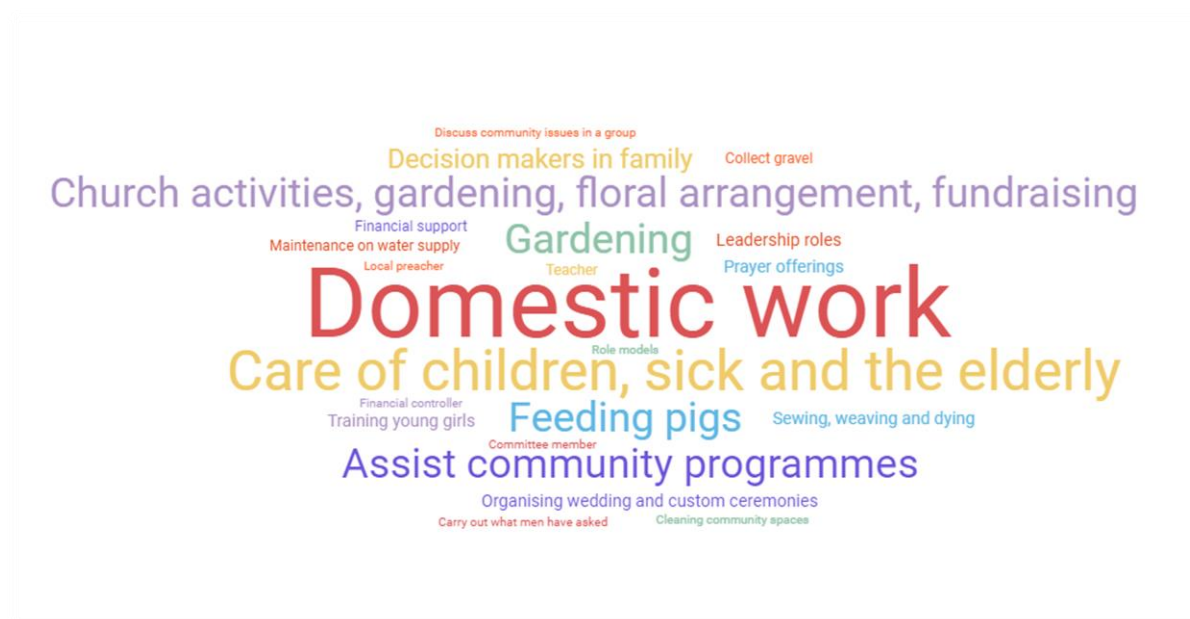 Discuss community issues in a group
Decision makers in family
Collect gravel
Church activities, gardening, floral arrangement, fundraising
Financial support
Gardening
Leadership roles
Maintenance on water supply
Local preacher
Teacher
Prayer offerings
Domestic work
Role models
Care of children, sick and the elderly
Financial controller
Training young girls
Feeding pigs
Sewing, weaving and dying
Committee member
Assist community programmes
Organising wedding and custom ceremonies
Carry out what men have asked
Cleaning community spaces